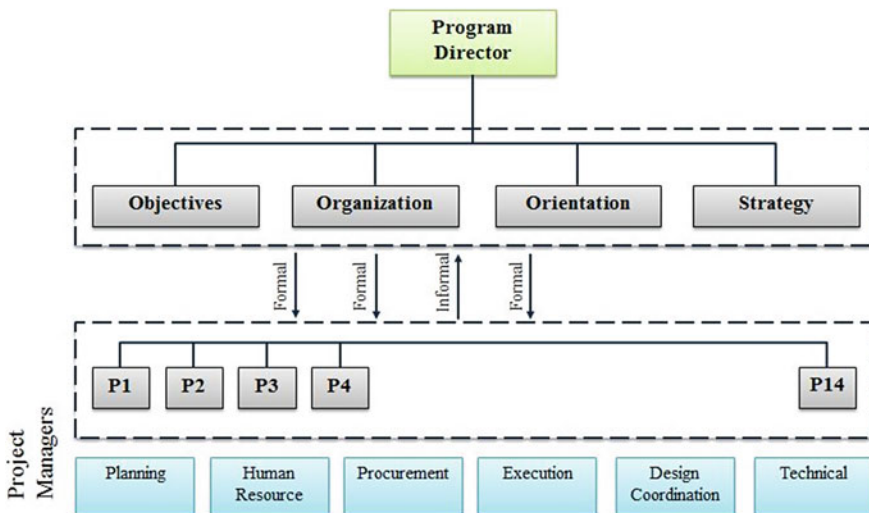 Program
Director
Objectives
Organization
Orientation
Strategy
Formal
Formal
Informal
Formal
P1
P2
P3
P4
P14
Project
Managers
Planning
Human
Resource
Procurement
Execution
Design
Coordination
Technical